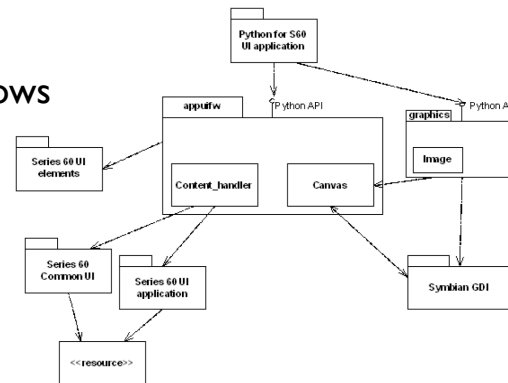 Python for S60
UI application
ows
appuifw
Python API
Python A
graphics
Image
Series 60 UI
elements
Content_handler
Canvas
Series 60
Common UI
Series 60 UI
application
Symbian GDI
<<resource>>